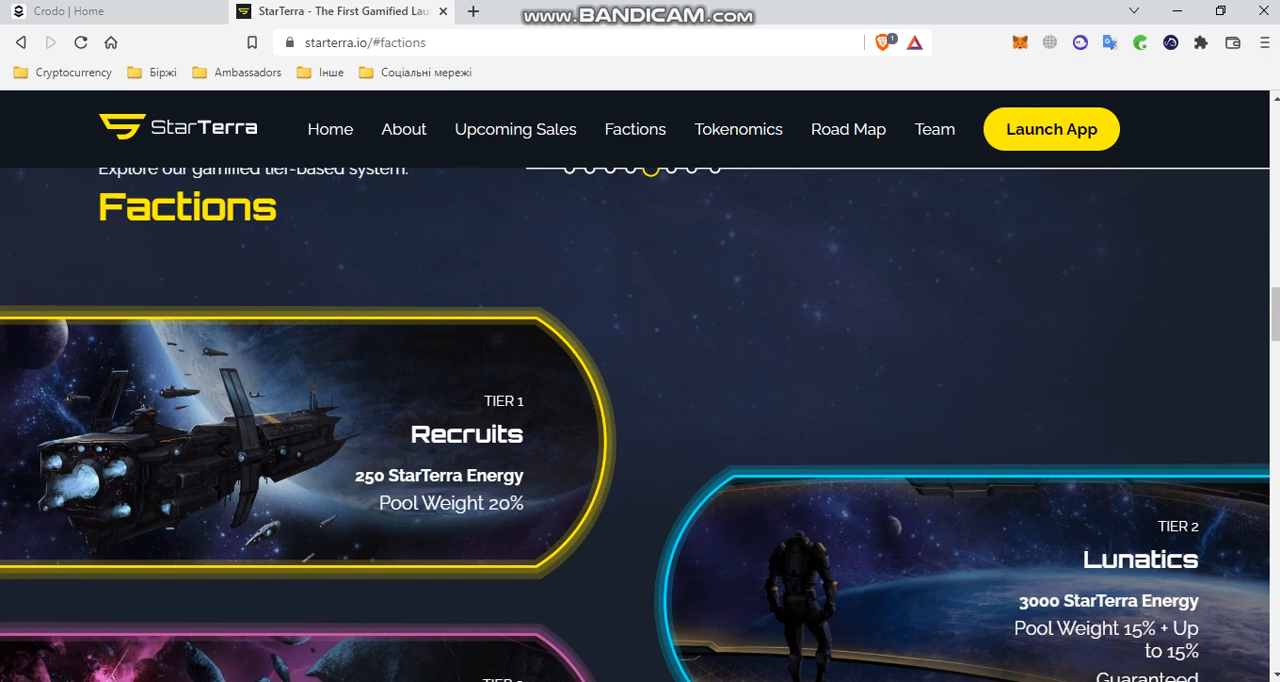 Crodo | Home
StarTerra - The First Gamified Lau
www.BANDICAM.com
starterra.io/#factions
1
Cryptocurrency
Біржі
Ambassadors
Інше
Соціальні мережі
StarTerra
Home
About
Upcoming Sales
Factions
Tokenomics
Road Map
Team
Launch App
Explore our gamified tier-based system.
Factions
TIER 1
Recruits
250 StarTerra Energy
Pool Weight 20%
TIER 2
Lunatics
3000 StarTerra Energy
Pool Weight 15% + Up
to 15%
Guaranteed